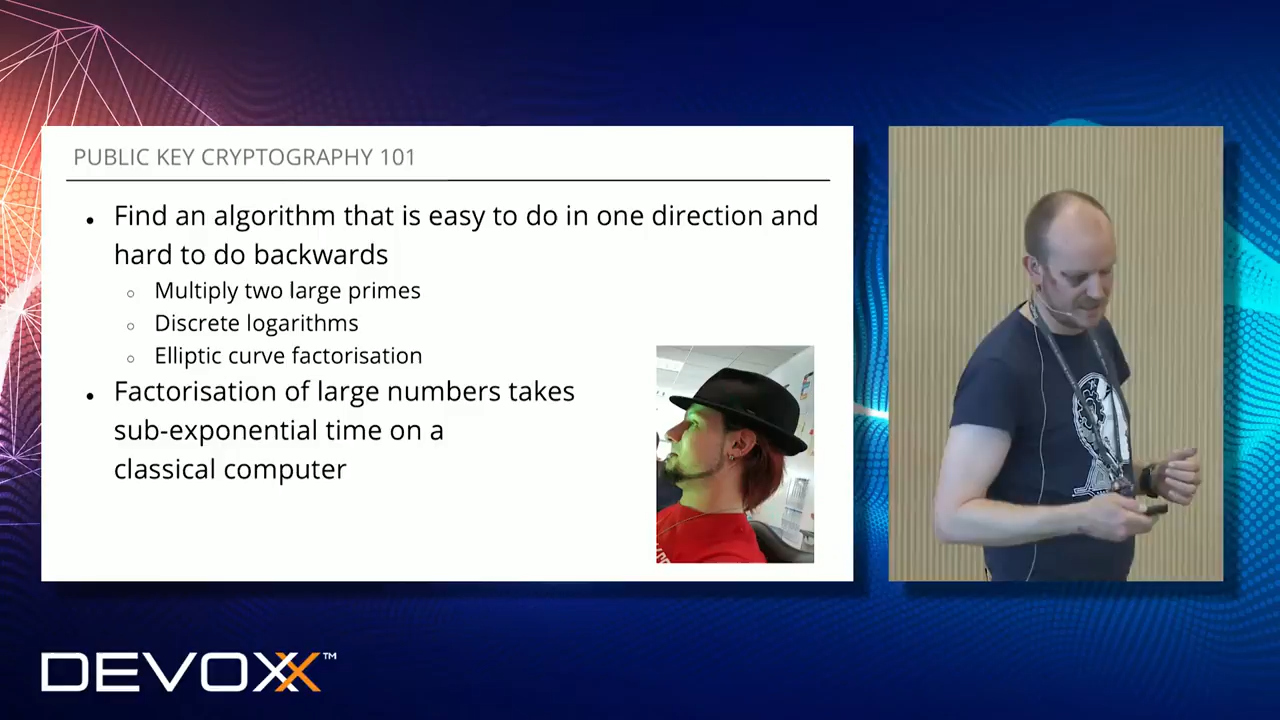 PUBLIC KEY CRYPTOGRAPHY 101
• Find an algorithm that is easy to do in one direction and
hard to do backwards
○ Multiply two large primes
○ Discrete logarithms
○ Elliptic curve factorisation
• Factorisation of large numbers takes
sub-exponential time on a
classical computer
DEVOXX™